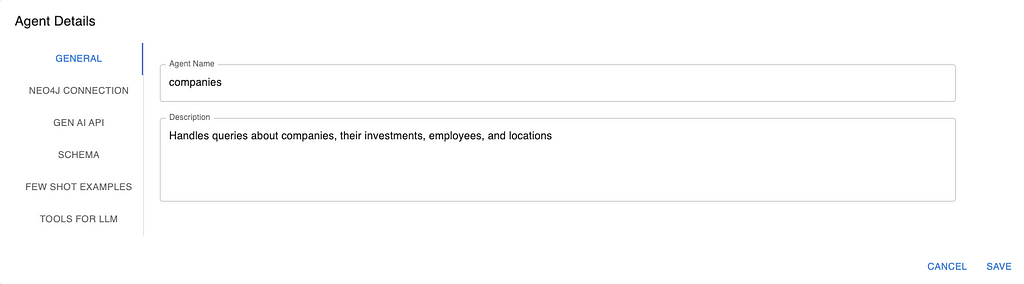 Agent Details
GENERAL
NEO4J CONNECTION
GEN AI API
SCHEMA
FEW SHOT EXAMPLES
TOOLS FOR LLM
Agent Name
companies
Description
Handles queries about companies, their investments, employees, and locations
CANCEL SAVE